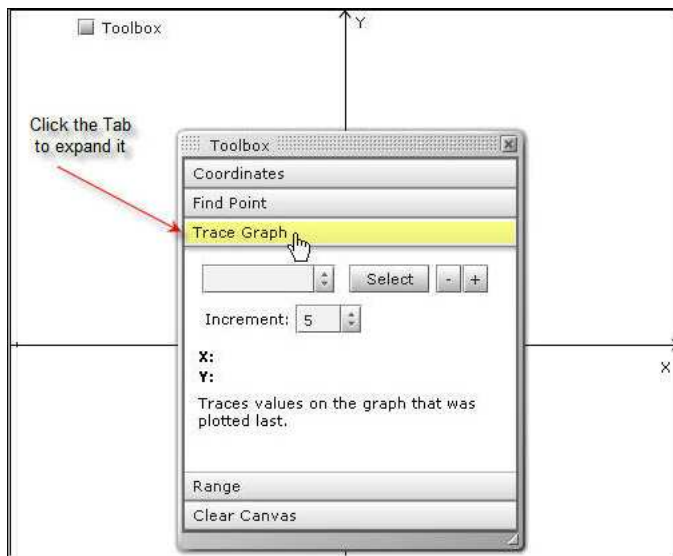 Toolbox
Y
Click the Tab
to expand it
Toolbox
Coordinates
Find Point
Trace Graph
Select - +
Increment: 5
X:
X
Y:
Traces values on the graph that was
plotted last.
Range
Clear Canvas